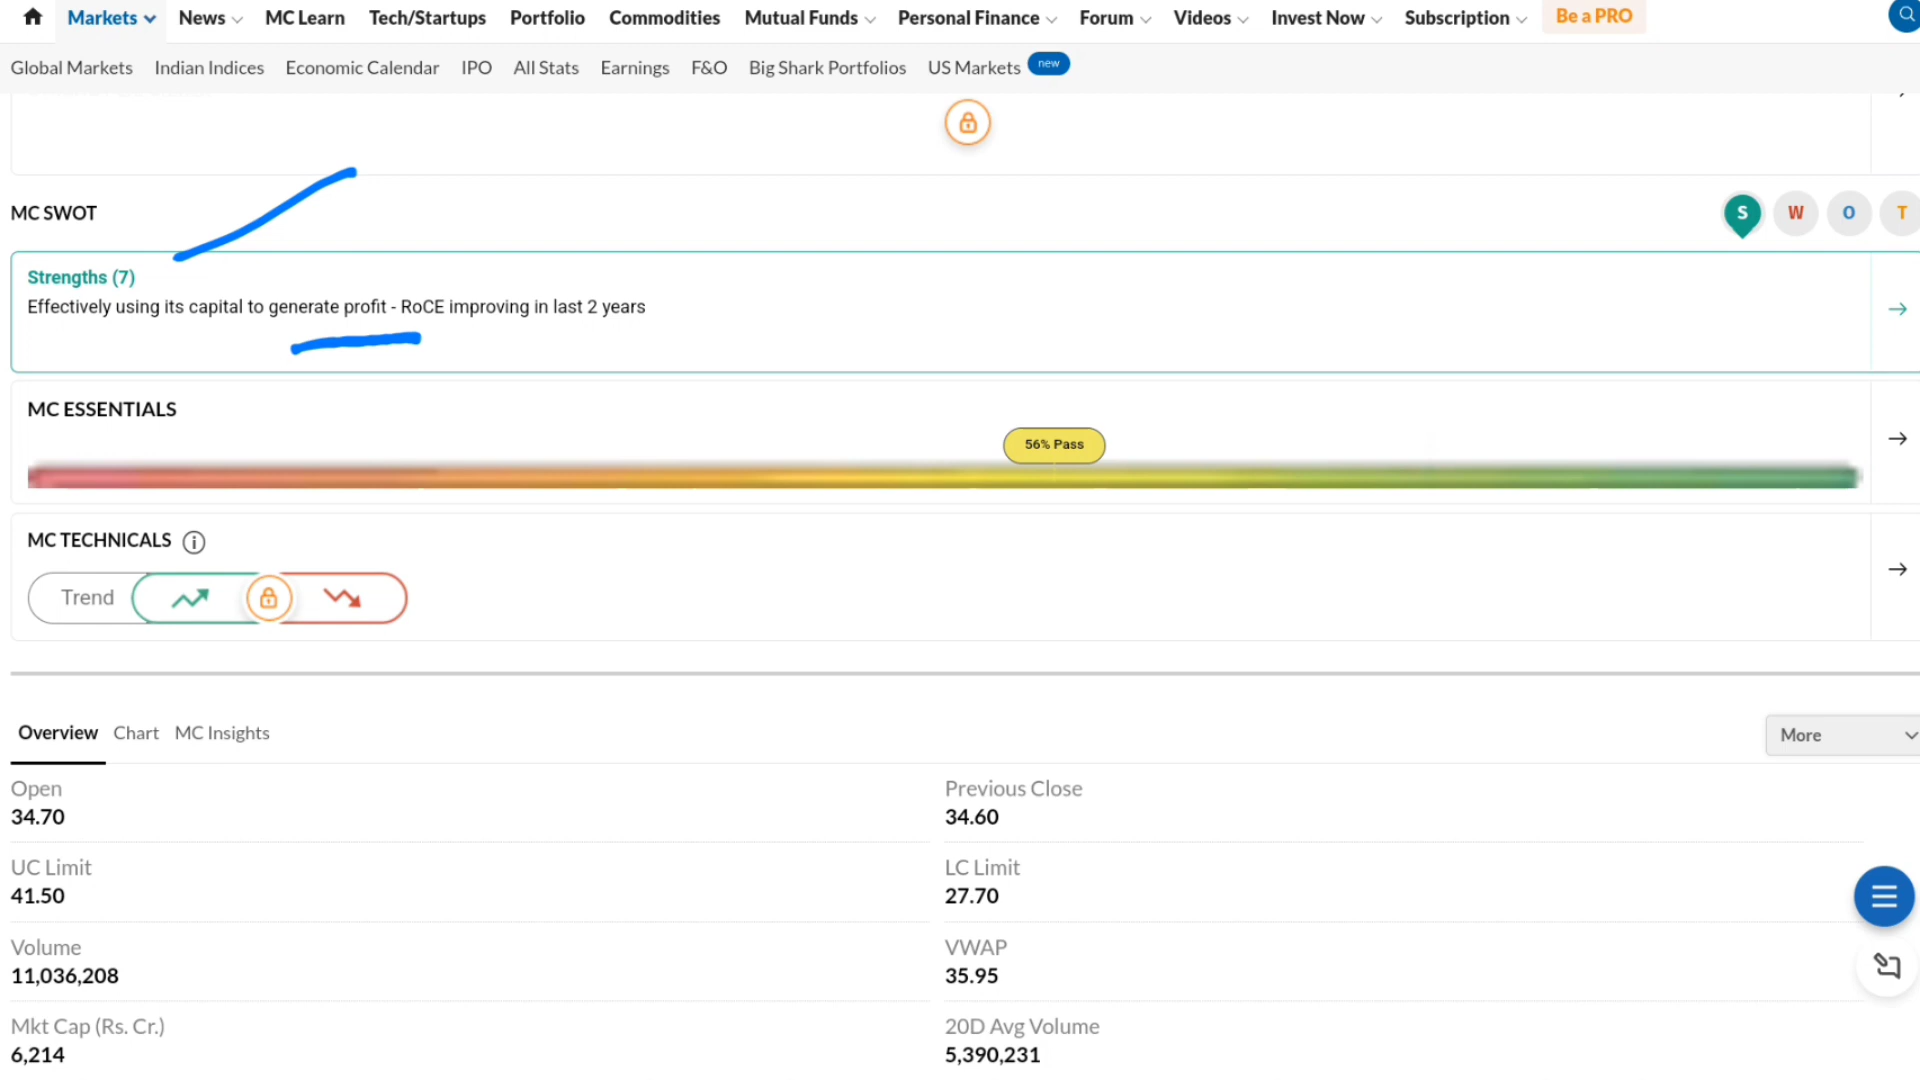 Markets News MC Learn Tech/Startups Portfolio Commodities Mutual Funds Personal Finance Forum Videos Invest Now Subscription Be a PRO
Global Markets Indian Indices Economic Calendar IPO All Stats Earnings F&O Big Shark Portfolios US Markets new
MC SWOT
S W O T
Strengths (7)
Effectively using its capital to generate profit - RoCE improving in last 2 years
MC ESSENTIALS
56% Pass
MC TECHNICALS i
Trend
Overview Chart MC Insights More
Open Previous Close
34.70 34.60
UC Limit LC Limit
41.50 27.70
Volume VWAP
11,036,208 35.95
Mkt Cap (Rs. Cr.) 20D Avg Volume
6,214 5,390,231